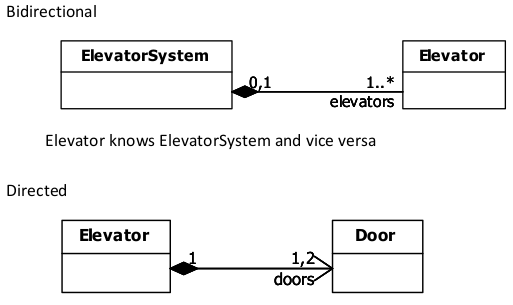 Bidirectional
ElevatorSystem
Elevator
0,1
1..*
elevators
Elevator knows ElevatorSystem and vice versa
Directed
Elevator
Door
1
1,2
doors